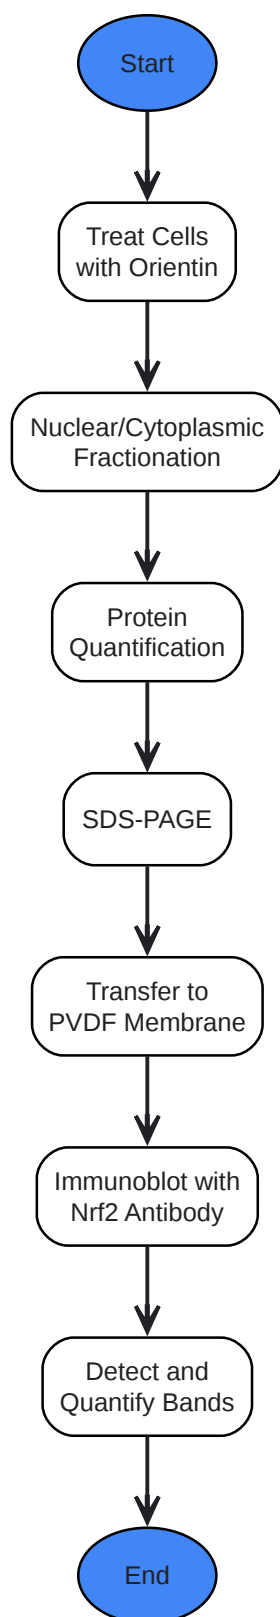 Start
Treat Cells
with Orientin
Nuclear/Cytoplasmic
Fractionation
Protein
Quantification
SDS-PAGE
Transfer to
PVDF Membrane
Immunoblot with
Nrf2 Antibody
Detect and
Quantify Bands
End